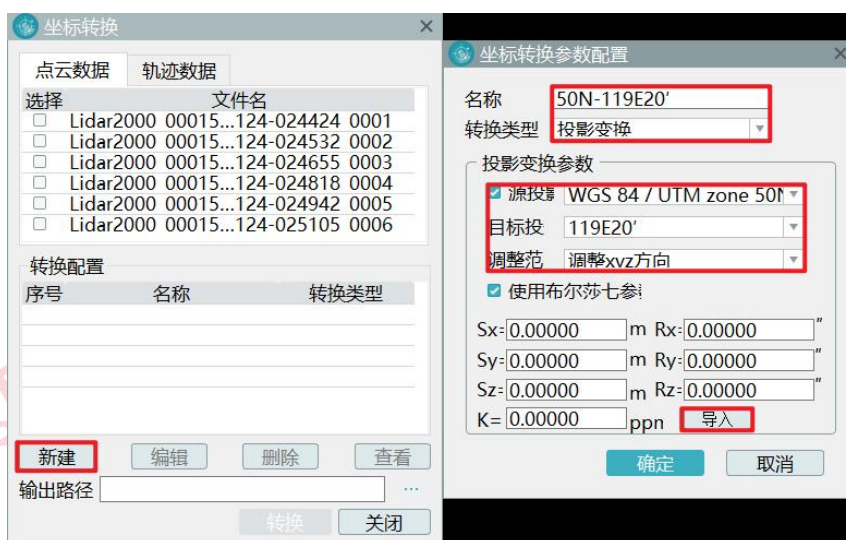 坐标转换
点云数据 轨迹数据
选择 文件名
Lidar2000 00015...124-024424 0001
Lidar2000 00015...124-024532 0002
Lidar2000 00015...124-024655 0003
Lidar2000 00015...124-024818 0004
Lidar2000 00015...124-024942 0005
Lidar2000 00015...124-025105 0006
转换配置
序号 名称 转换类型
新建 编辑 删除 查看
输出路径 ...
转换 关闭
坐标转换参数配置
名称 50N-119E20'
转换类型 投影变换
投影变换参数
源投影 WGS 84 / UTM zone 50N
目标投 119E20'
调整范 调整xyz方向
使用布尔莎七参
Sx= 0.00000 m Rx= 0.00000 "
Sy= 0.00000 m Ry= 0.00000 "
Sz= 0.00000 m Rz= 0.00000 "
K= 0.00000 ppn 导入
确定 取消